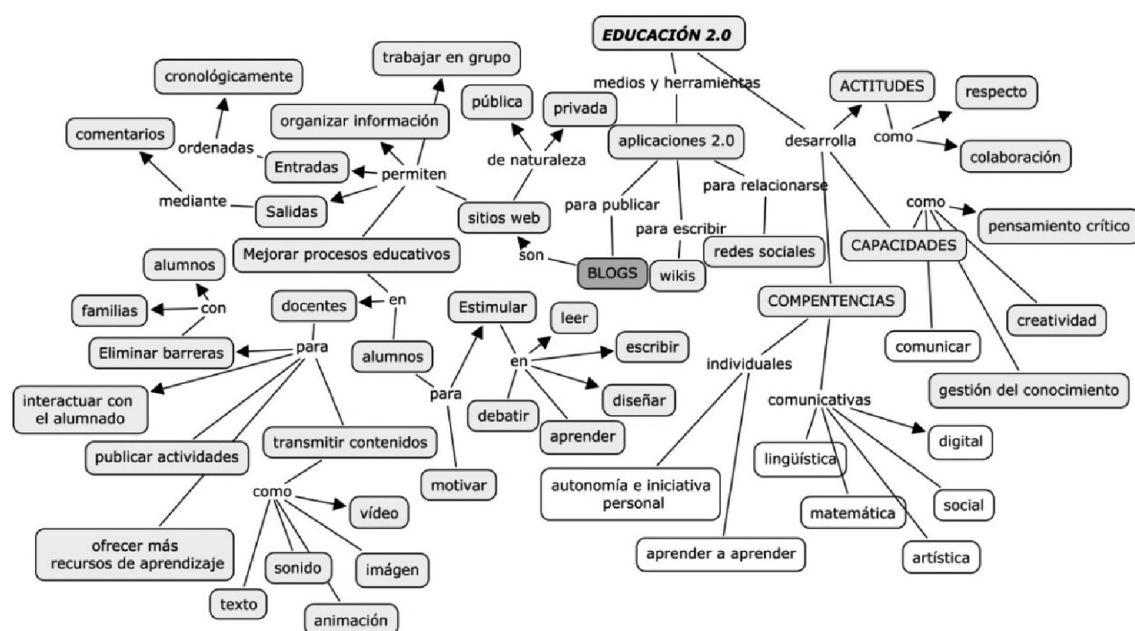 EDUCACIÓN 2.0
trabajar en grupo
cronológicamente
medios y herramientas
ACTITUDES
respecto
pública
privada
comentarios
organizar información
ordenadas
aplicaciones 2.0
desarrolla
como
colaboración
de naturaleza
Entradas
permiten
para relacionarse
mediante
Salidas
sitios web
para publicar
como
pensamiento crítico
para escribir
Mejorar procesos educativos
redes sociales
CAPACIDADES
son
BLOGS
wikis
alumnos
COMPENTENCIAS
familias
con
docentes
en
Estimular
leer
creatividad
Eliminar barreras
para
alumnos
en
escribir
comunicar
individuales
interactuar con
el alumnado
para
diseñar
gestión del conocimiento
comunicativas
debatir
aprender
transmitir contenidos
digital
publicar actividades
lingüística
motivar
autonomía e iniciativa
personal
como
vídeo
matemática
social
ofrecer más
recursos de aprendizaje
sonido
imágen
aprender a aprender
artística
texto
animación